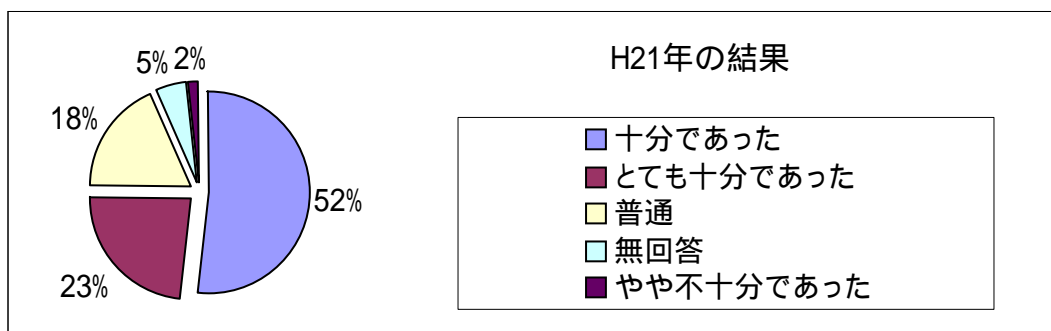 H21年の結果
5% 2%
18%
52%
23%
十分であった
とても十分であった
普通
無回答
やや不十分であった